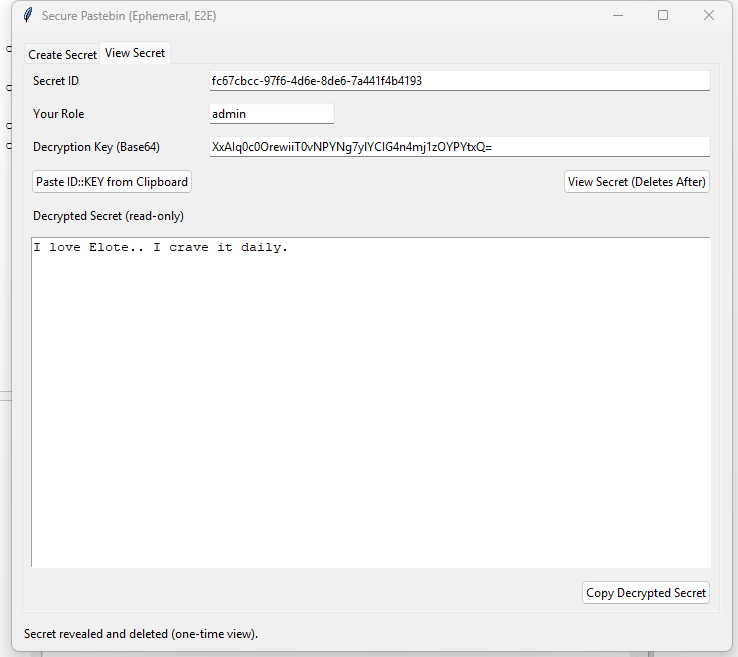 Secure Pastebin (Ephemeral, E2E)
Create Secret View Secret
Secret ID fc67cbcc-97f6-4d6e-8de6-7a441f4b4193
Your Role admin
Decryption Key (Base64) XxAlq0c0OrewiiT0vNPYNg7ylYClG4n4mj1zOYPYtxQ=
Paste ID::KEY from Clipboard View Secret (Deletes After)
Decrypted Secret (read-only)
I love Elote.. I crave it daily.
Copy Decrypted Secret
Secret revealed and deleted (one-time view).